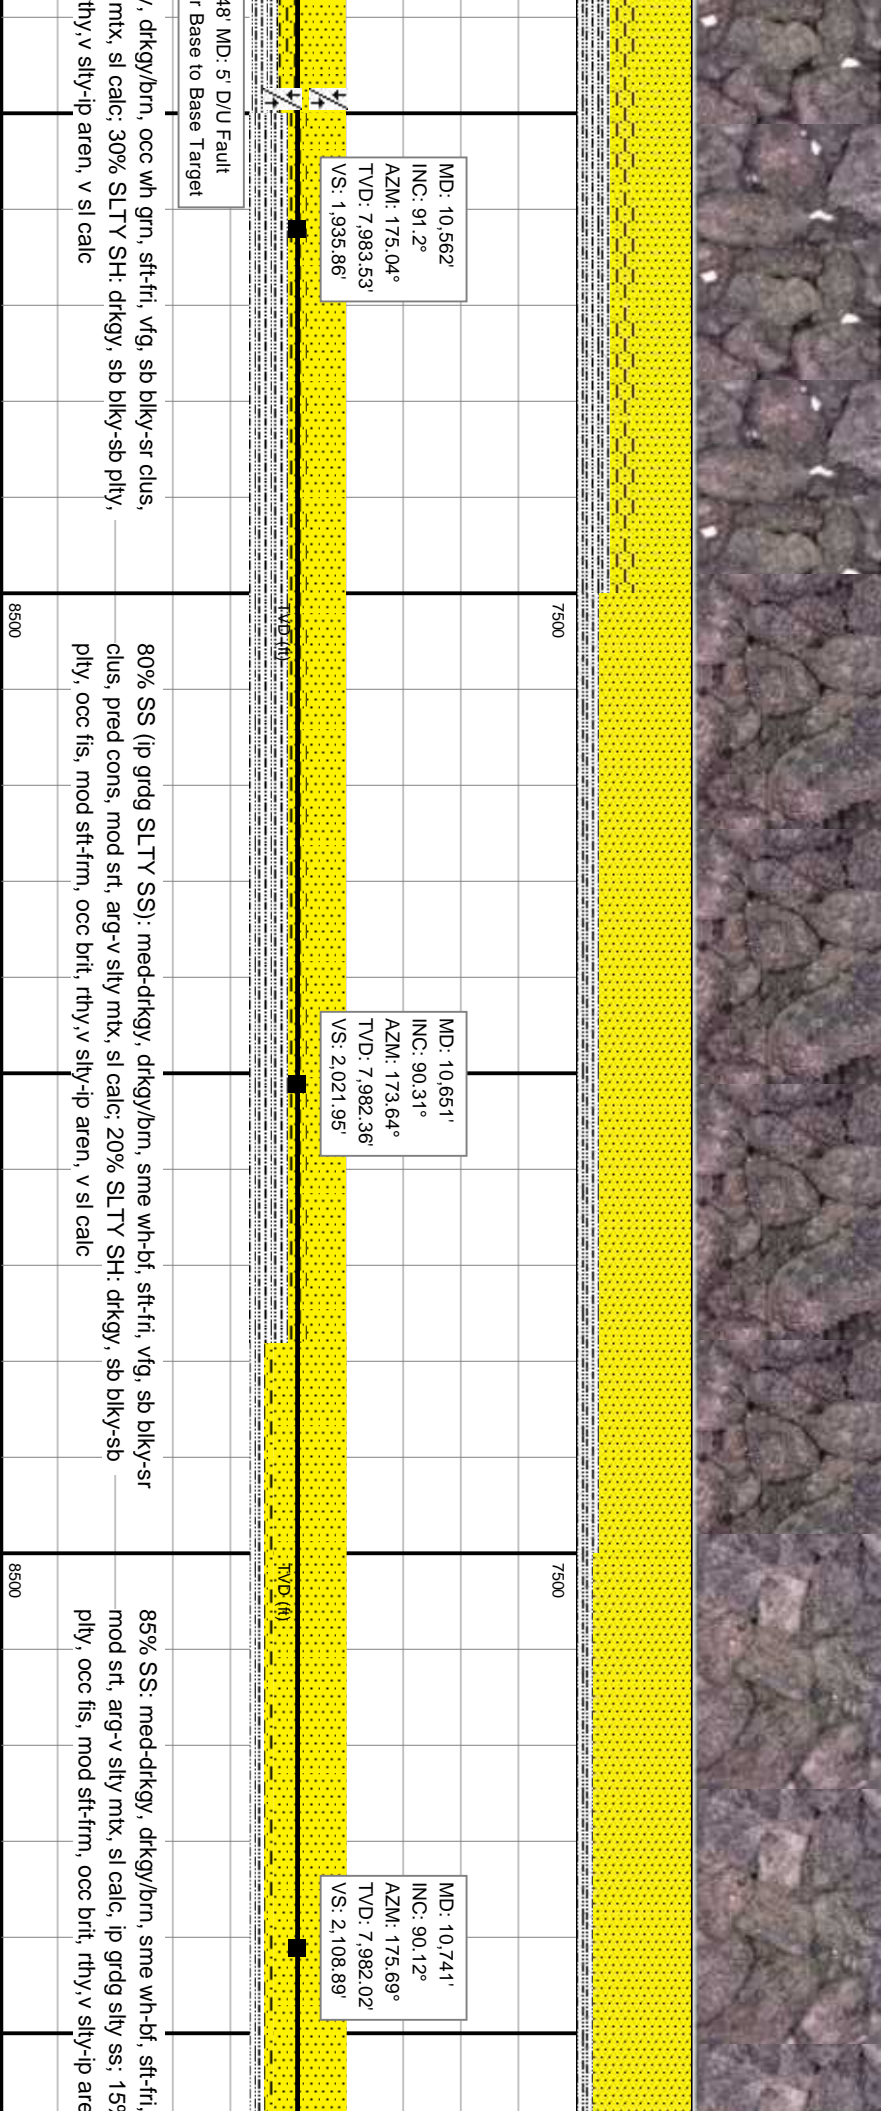 48' MD: 5' D/U Fault
r Base to Base Target
MD: 10,562'
INC: 91.2°
AZM: 175.04°
TVD: 7,983.53'
VS: 1,935.86'
, drkgy/brn, occ wh grn, sft-fri, vfg, sb blky-sr clus,
mtx, sl calc; 30% SLTY SH: drkgy, sb blky-sb plty,
rthy,v slty-ip aren, v sl calc
7500
TVD (ft)
8500
MD: 10,651'
INC: 90.31°
AZM: 173.64°
TVD: 7,982.36'
VS: 2,021.95'
80% SS (ip grdg SLTY SS): med-drkgy, drkgy/brn, sme wh-bf, sft-fri, vfg, sb blky-sr
clus, pred cons, mod srt, arg-v slty mtx, sl calc; 20% SLTY SH: drkgy, sb blky-sb
plty, occ fis, mod sft-frm, occ brit, rthy,v slty-ip aren, v sl calc
7500
TVD (ft)
8500
MD: 10,741'
INC: 90.12°
AZM: 175.69°
TVD: 7,982.02'
VS: 2,108.89'
85% SS: med-drkgy, drkgy/brn, sme wh-bf, sft-fri,
mod srt, arg-v slty mtx, sl calc, ip grdg slty ss; 15%
plty, occ fis, mod sft-frm, occ brit, rthy,v slty-ip are